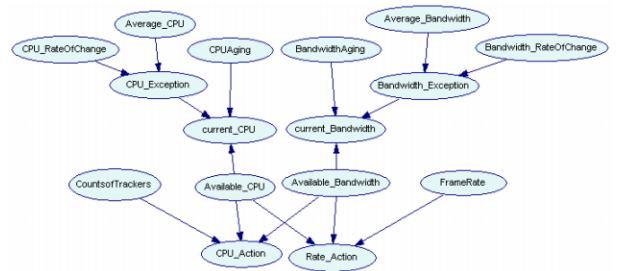 Average_CPU
Average_Bandwidth
CPU_RateOfChange
CPUAging
BandwidthAging
Bandwidth_RateOfChange
CPU_Exception
Bandwidth_Exception
current_CPU
current_Bandwidth
CountsofTrackers
Available_CPU
Available_Bandwidth
FrameRate
CPU_Action
Rate_Action